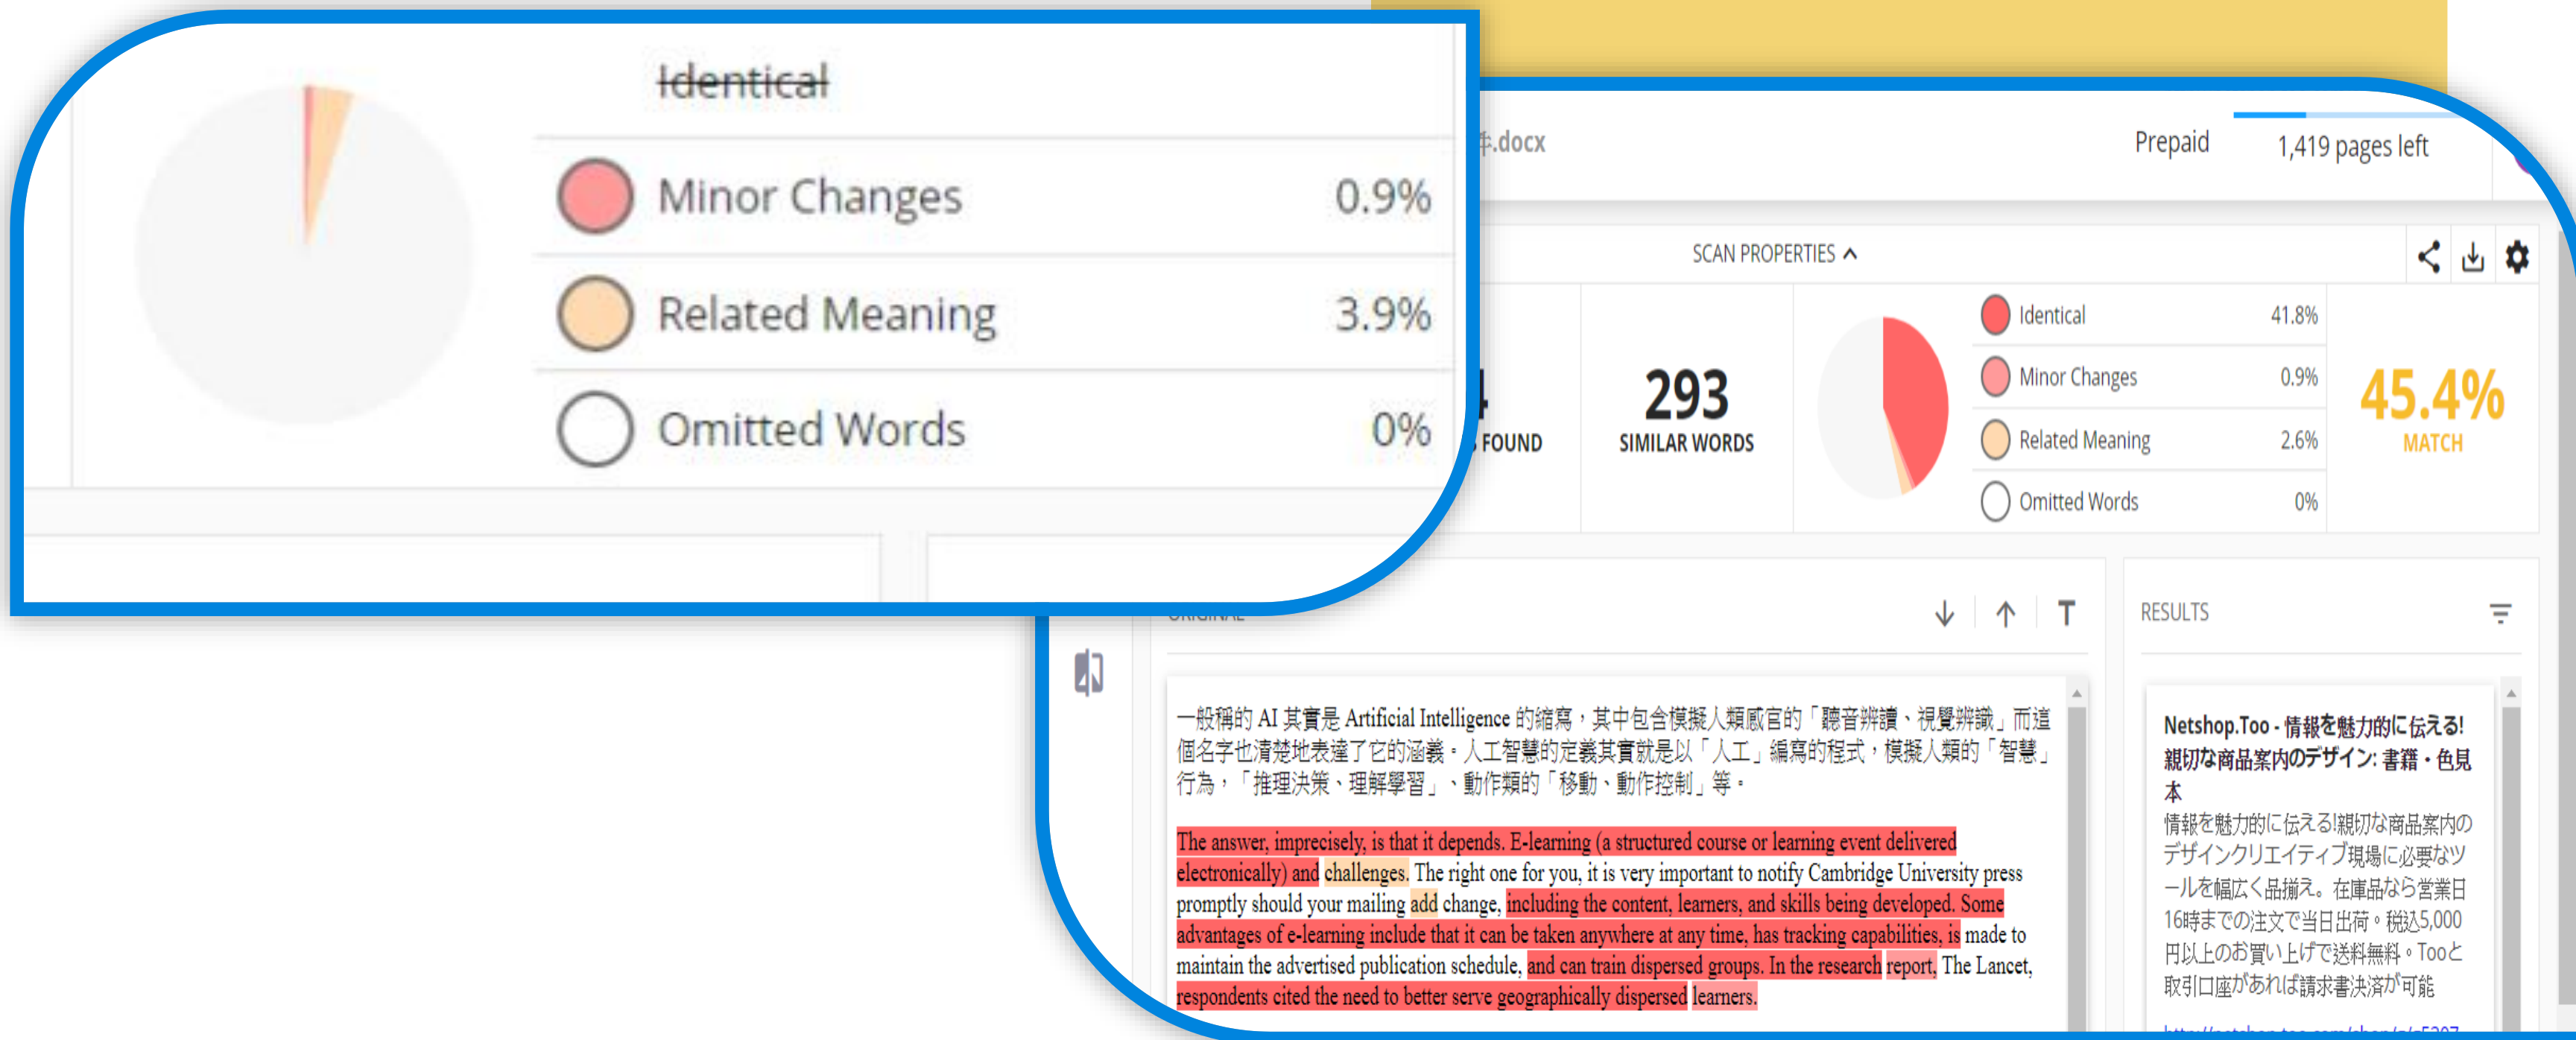 Identical
Minor Changes 0.9%
Related Meaning 3.9%
Omitted Words 0%
.docx
Prepaid 1,419 pages left
SCAN PROPERTIES
FOUND
293
SIMILAR WORDS
Identical 41.8%
Minor Changes 0.9%
Related Meaning 2.6%
Omitted Words 0%
45.4%
MATCH
T
一般稱的 AI 其實是 Artificial Intelligence 的縮寫，其中包含模擬人類感官的「聽音辨讀、視覺辨識」而這
個名字也清楚地表達了它的涵義。人工智慧的定義其實就是以「人工」編寫的程式，模擬人類的「智慧」
行為，「推理決策、理解學習」、動作類的「移動、動作控制」等。
The answer, imprecisely, is that it depends. E-learning (a structured course or learning event delivered
electronically) and challenges. The right one for you, it is very important to notify Cambridge University press
promptly should your mailing add change, including the content, learners, and skills being developed. Some
advantages of e-learning include that it can be taken anywhere at any time, has tracking capabilities, is made to
maintain the advertised publication schedule, and can train dispersed groups. In the research report, The Lancet,
respondents cited the need to better serve geographically dispersed learners.
RESULTS
Netshop.Too - 情報を魅力的に伝える!
親切な商品案内のデザイン: 書籍・色見
本
情報を魅力的に伝える!親切な商品案内の
デザインクリエイティブ現場に必要なツ
ールを幅広く品揃え。在庫品なら営業日
16時までの注文で当日出荷。税込5,000
円以上のお買い上げで送料無料。Tooと
取引口座があれば請求書決済が可能